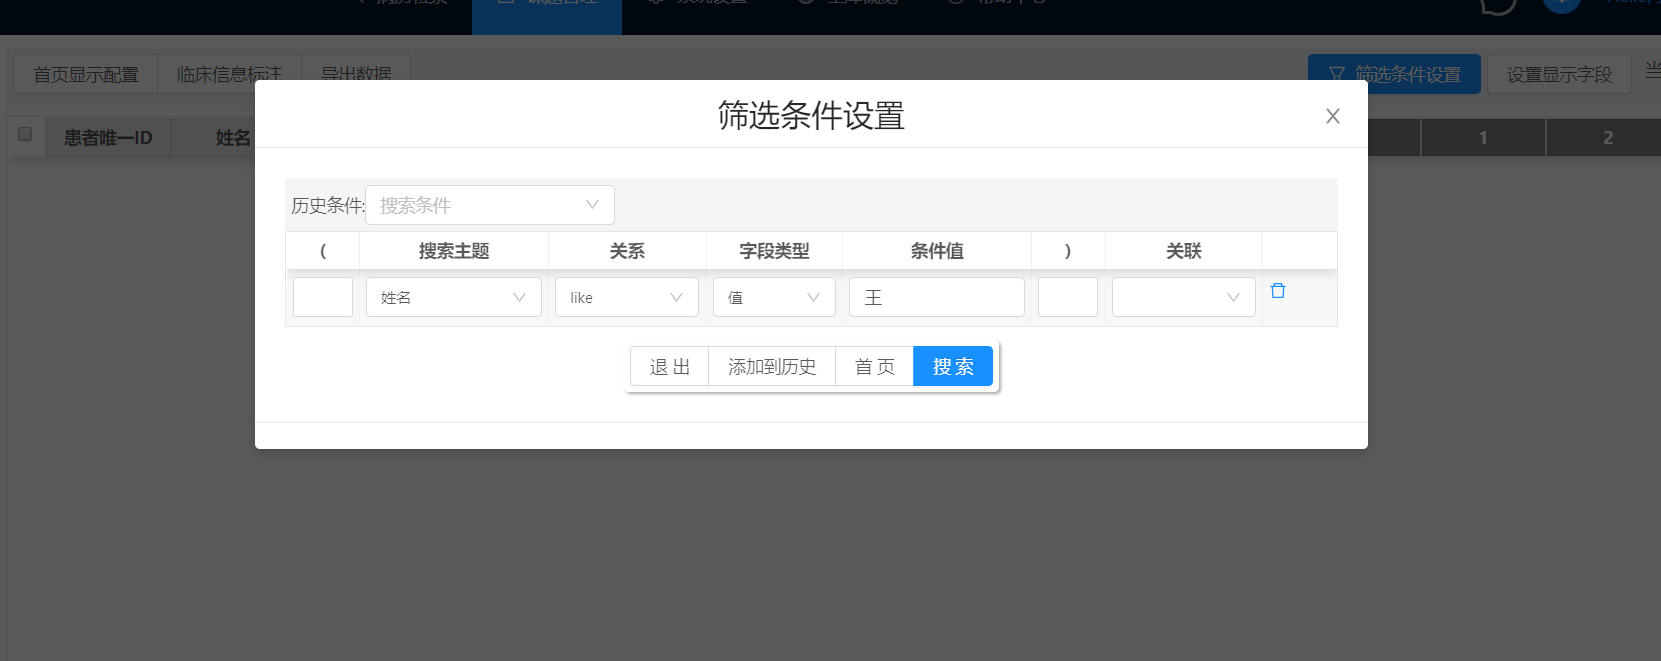 首页显示配置 临床信息标注 导出数据 筛选条件设置 设置显示字段
患者唯一ID 姓名 1 2
筛选条件设置
历史条件: 搜索条件
( 搜索主题 关系 字段类型 条件值 ) 关联
姓名 like 值 王
退出 添加到历史 首页 搜索